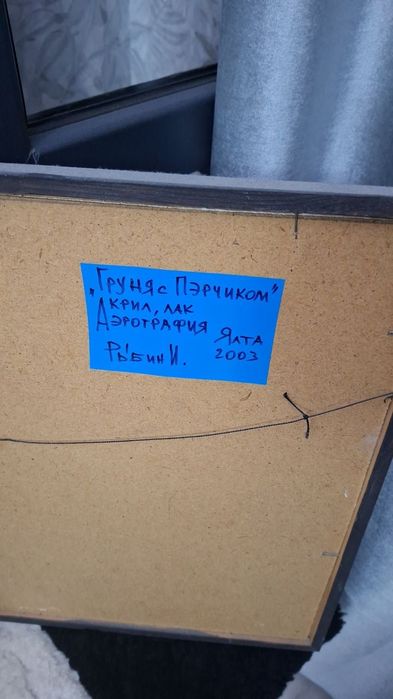 „Груня с Пэрчиком"
Акрил, лак
Аэрография Ялта
Рыбин И. 2003